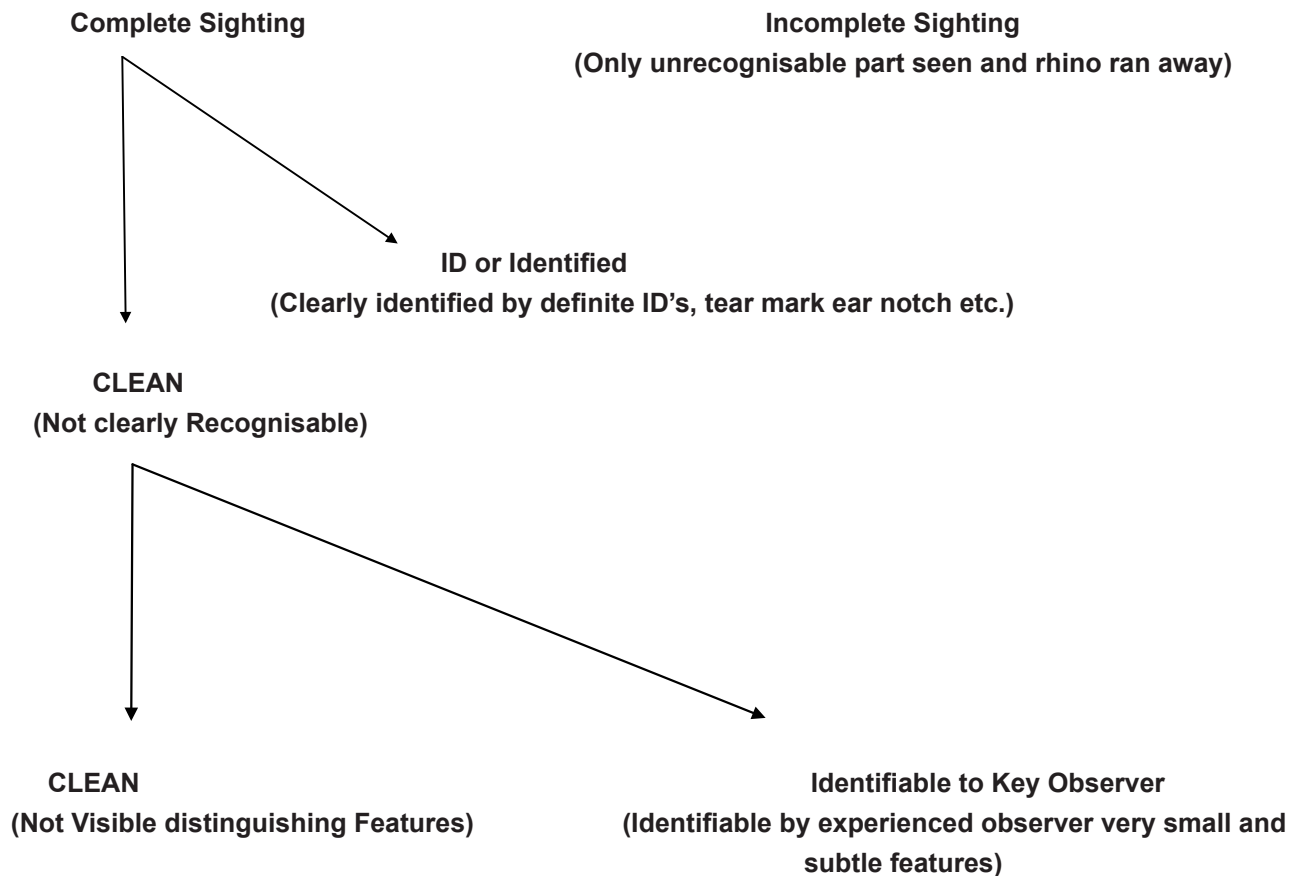 Complete Sighting
Incomplete Sighting
(Only unrecognisable part seen and rhino ran away)
ID or Identified
(Clearly identified by definite ID’s, tear mark ear notch etc.)
CLEAN
(Not clearly Recognisable)
CLEAN
(Not Visible distinguishing Features)
Identifiable to Key Observer
(Identifiable by experienced observer very small and
subtle features)